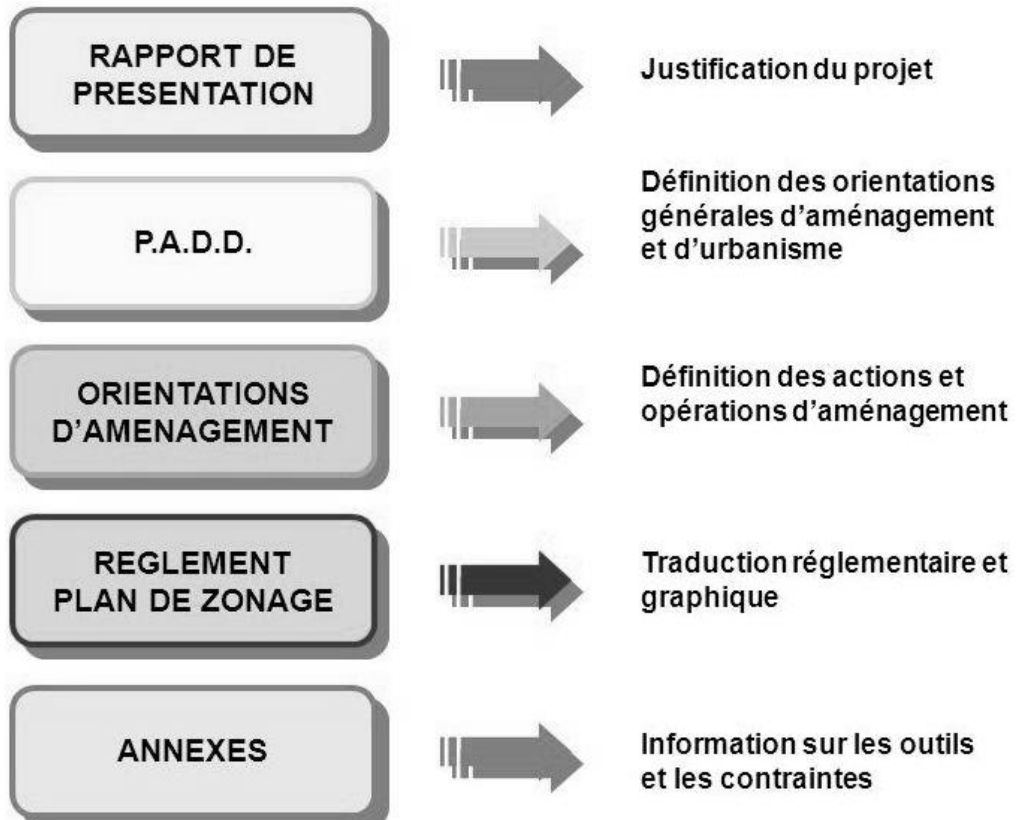 RAPPORT DE
PRESENTATION
Justification du projet
P.A.D.D.
Définition des orientations
générales d'aménagement
et d'urbanisme
ORIENTATIONS
D'AMENAGEMENT
Définition des actions et
opérations d'aménagement
REGLEMENT
PLAN DE ZONAGE
Traduction réglementaire et
graphique
ANNEXES
Information sur les outils
et les contraintes